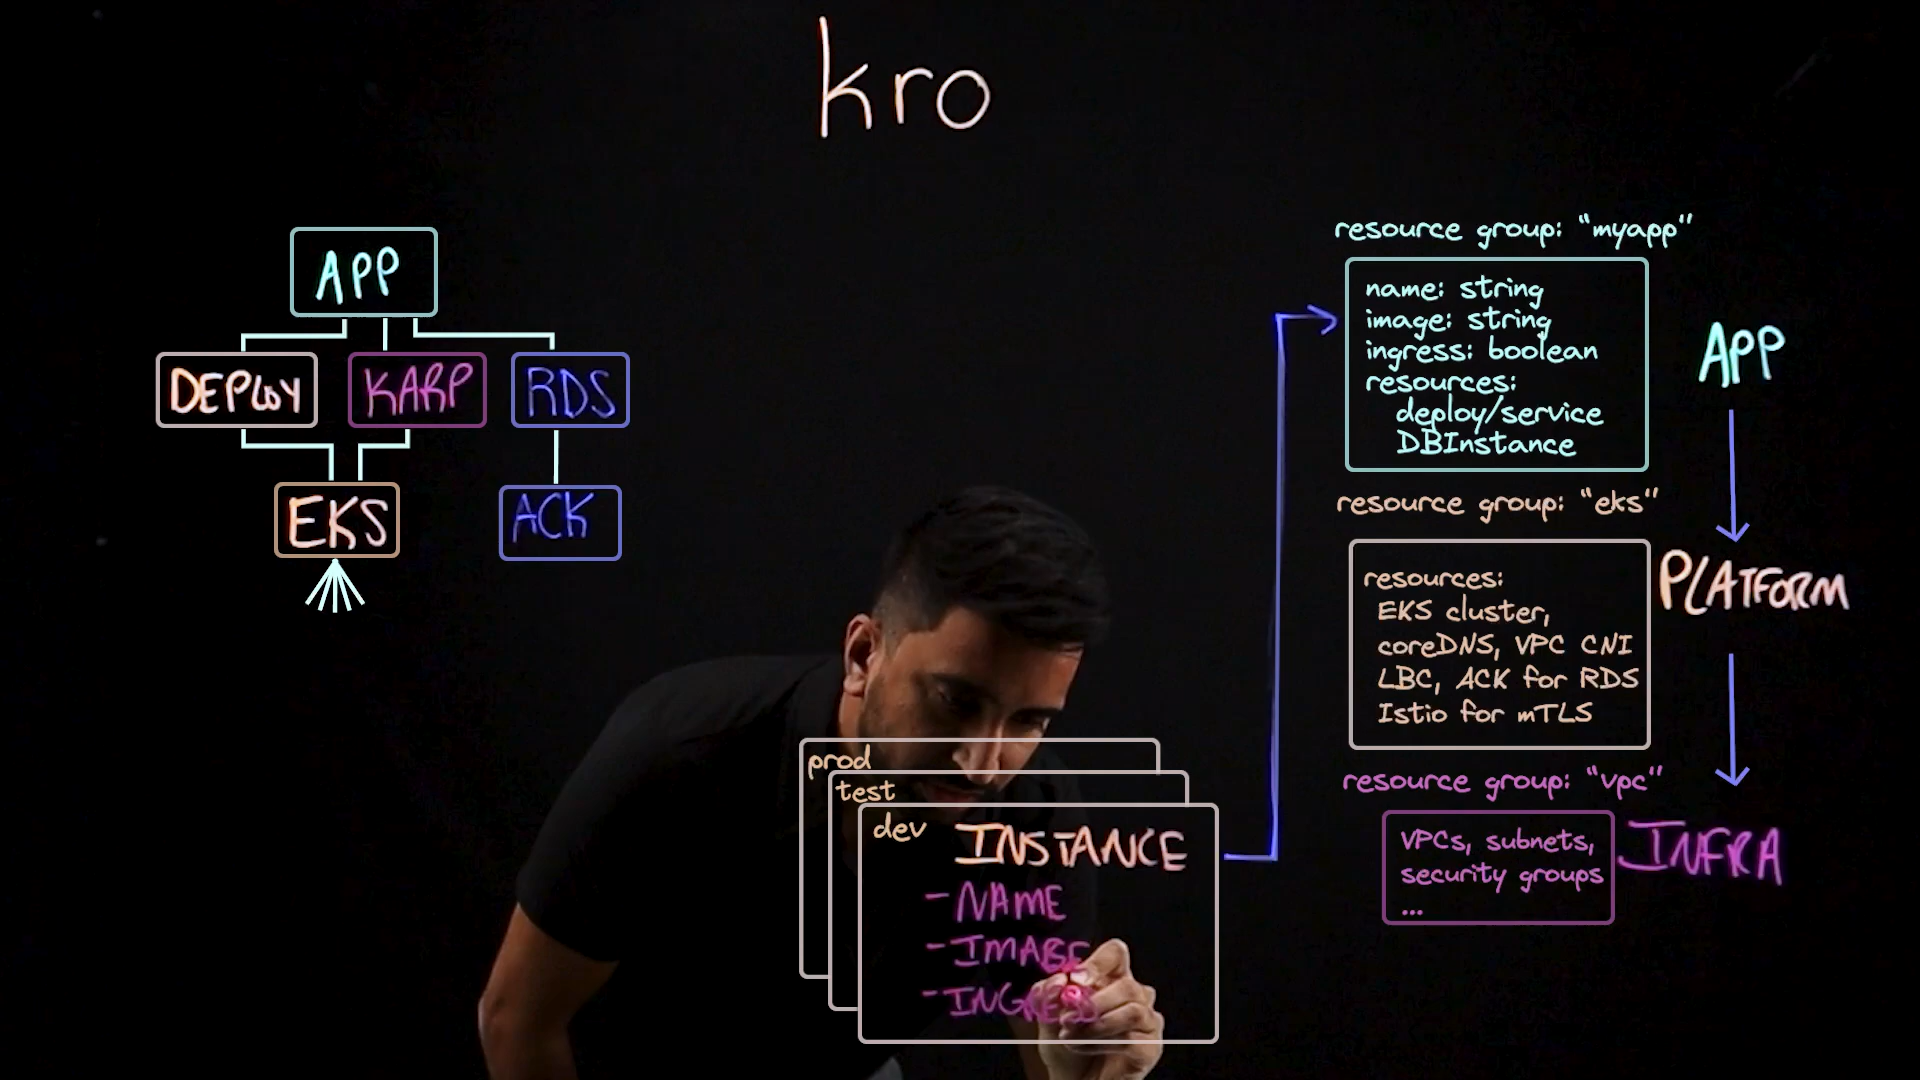 kro
APP
DEPLOY
KARP
RDS
EKS
ACK
prod
test
dev
INSTANCE
- NAME
- IMAGE
- INGRESS
resource group: "myapp"
name: string
image: string
ingress: boolean
resources:
deploy/service
DBInstance
APP
resource group: "eks"
resources:
EKS cluster,
coreDNS, VPC CNI
LBC, ACK for RDS
Istio for mTLS
PLATFORM
resource group: "vpc"
VPCs, subnets,
security groups
...
INFRA